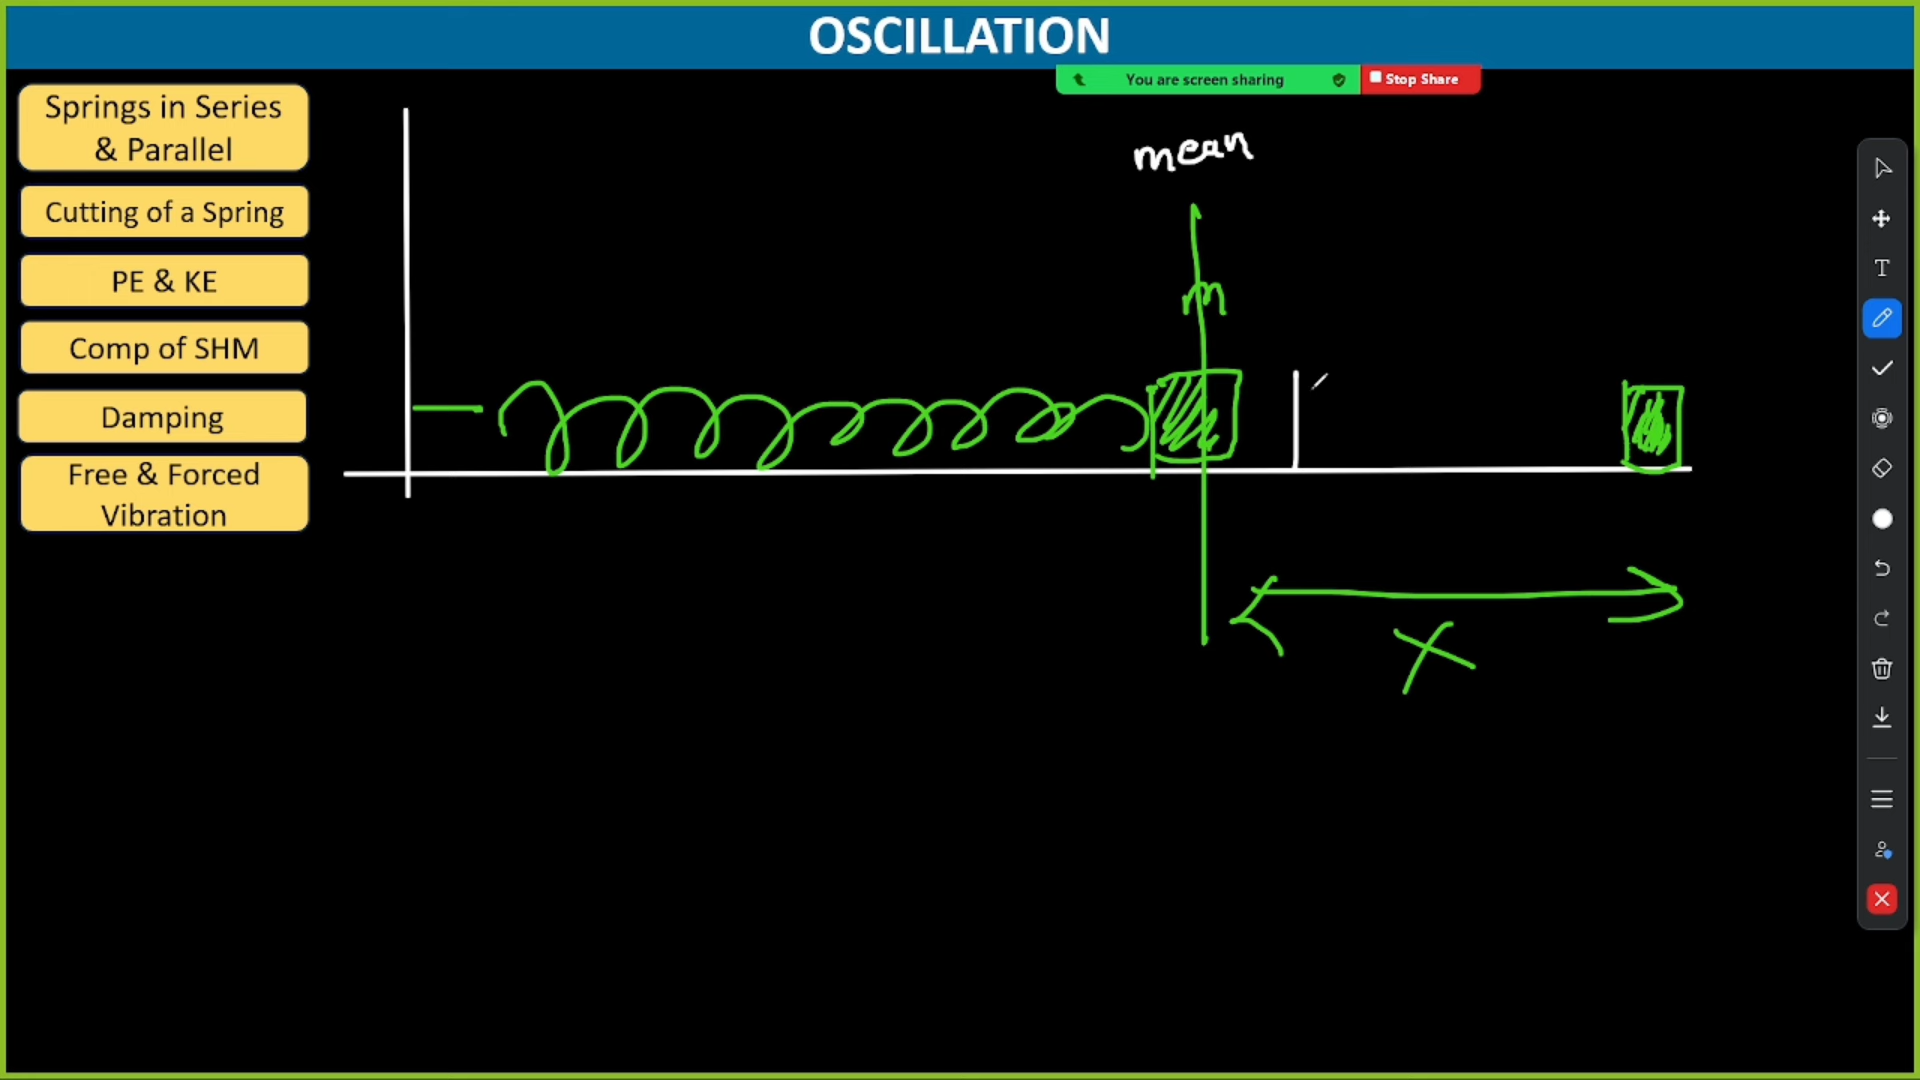 OSCILLATION
You are screen sharing
Stop Share
Springs in Series
& Parallel
Cutting of a Spring
PE & KE
Comp of SHM
Damping
Free & Forced
Vibration
mean
m
x
T